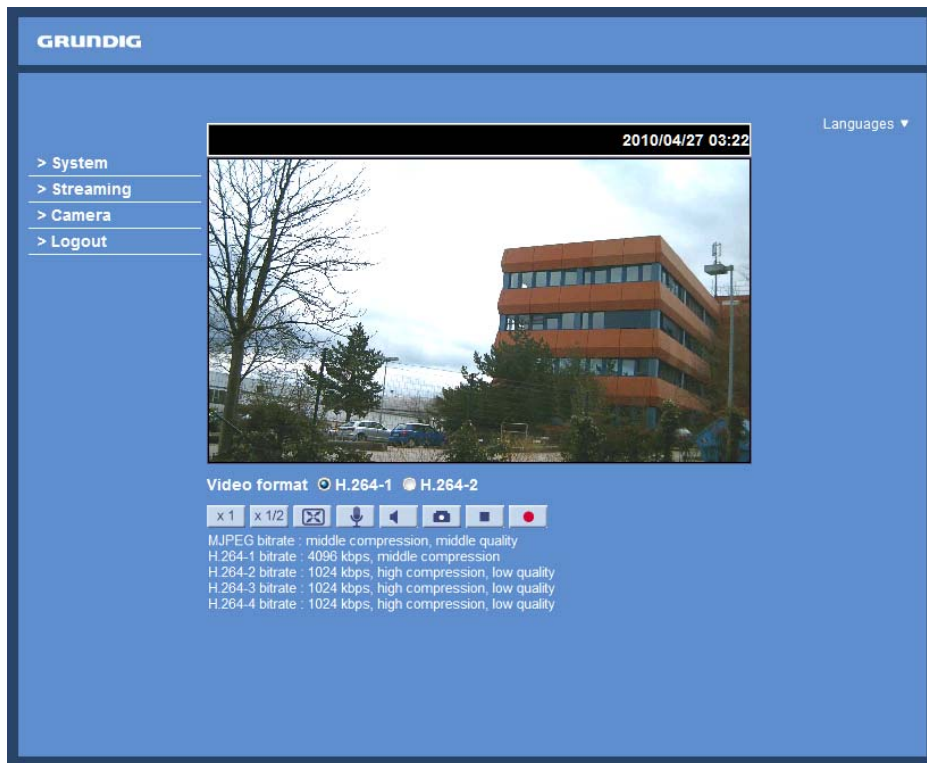 GRUNDIG
Languages ▼
2010/04/27 03:22
> System
> Streaming
> Camera
> Logout
Video format H.264-1 H.264-2
x 1 x 1/2
MJPEG bitrate : middle compression, middle quality
H.264-1 bitrate : 4096 kbps, middle compression
H.264-2 bitrate : 1024 kbps, high compression, low quality
H.264-3 bitrate : 1024 kbps, high compression, low quality
H.264-4 bitrate : 1024 kbps, high compression, low quality